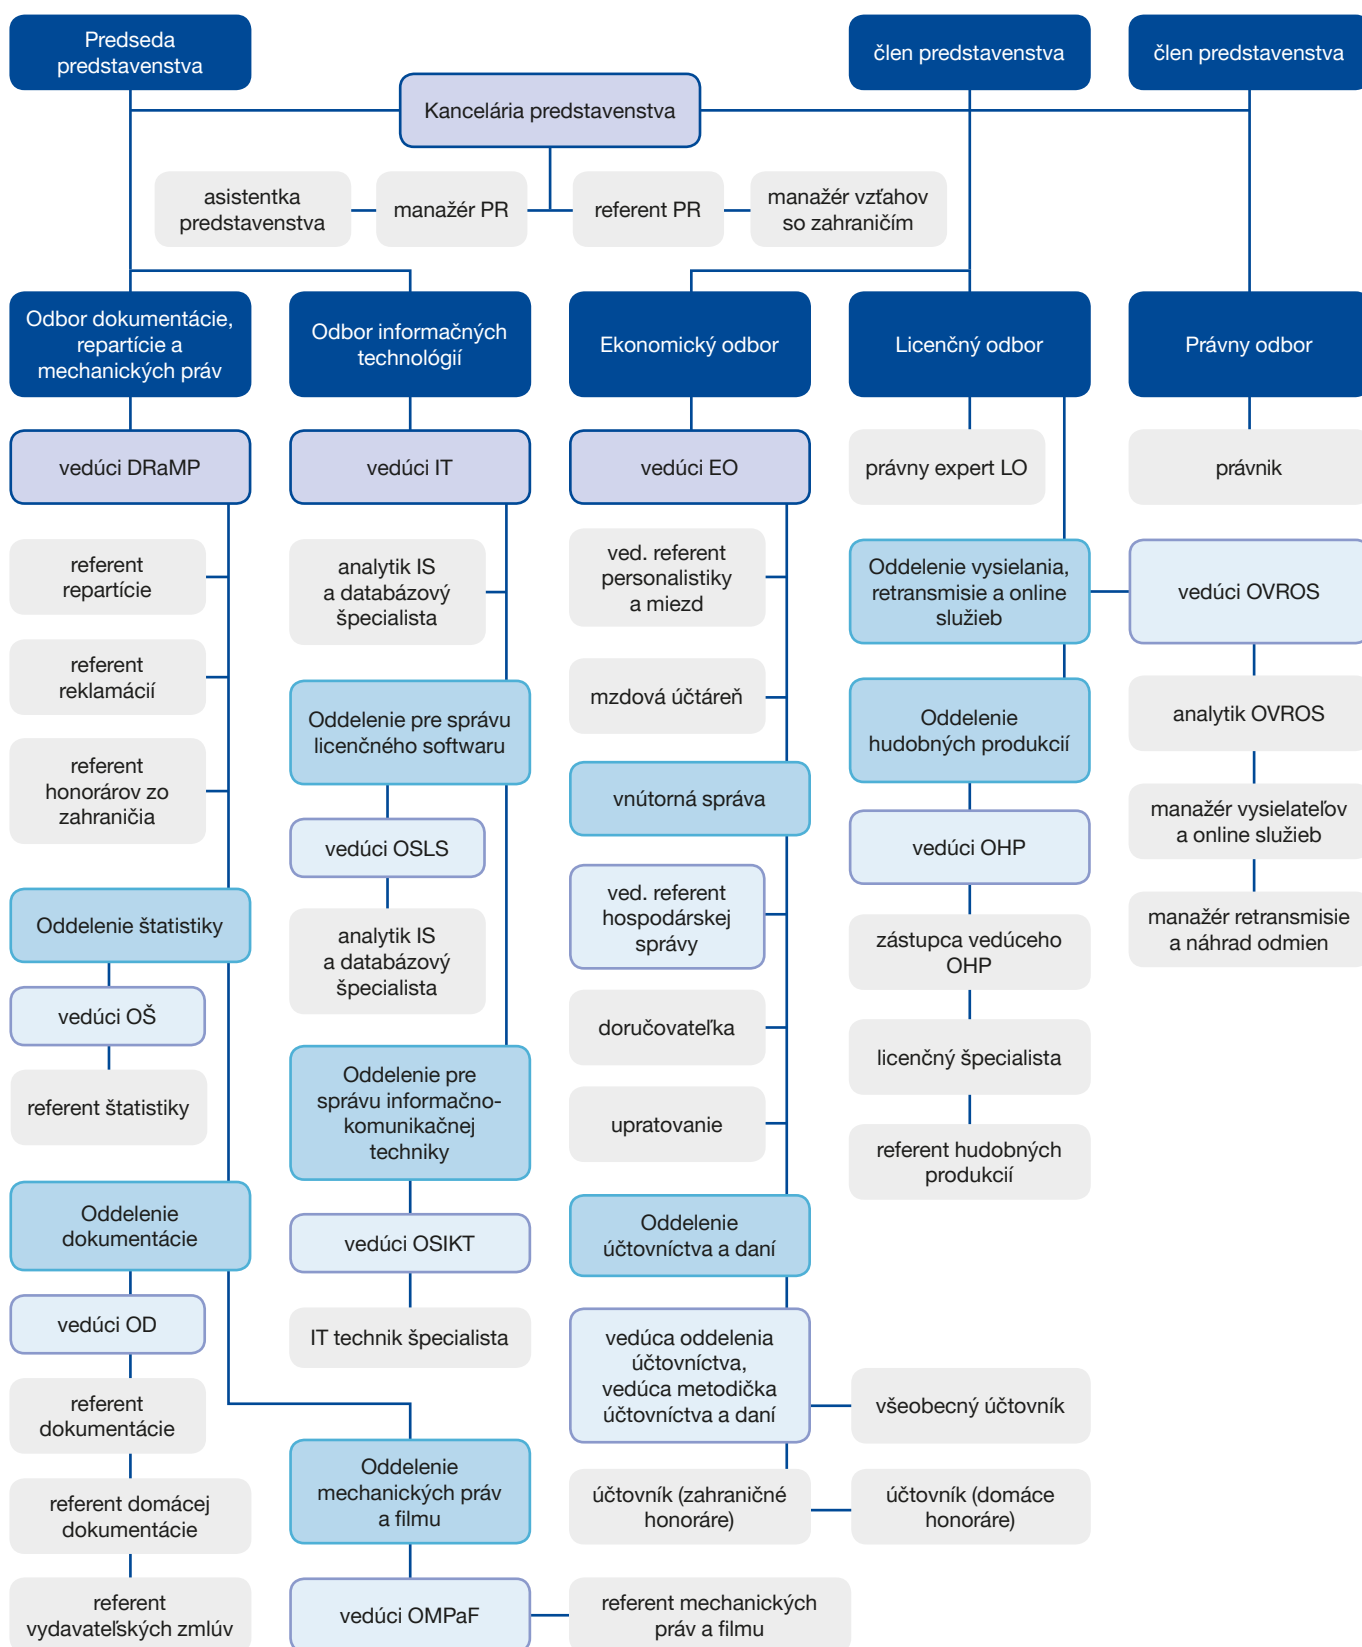 Predseda
predstavenstva
člen predstavenstva
člen predstavenstva
Kancelária predstavenstva
asistentka
predstavenstva
manažér PR
referent PR
manažér vzťahov
so zahraničím
Odbor dokumentácie,
repartície a
mechanických práv
Odbor informačných
technológií
Ekonomický odbor
Licenčný odbor
Právny odbor
vedúci DRaMP
referent
repartície
referent
reklamácií
referent
honorárov zo
zahraničia
Oddelenie štatistiky
vedúci OŠ
referent štatistiky
Oddelenie
dokumentácie
vedúci OD
referent
dokumentácie
referent domácej
dokumentácie
referent
vydavateľských zmlúv
vedúci IT
analytik IS
a databázový
špecialista
Oddelenie pre správu
licenčného softwaru
vedúci OSLS
analytik IS
a databázový
špecialista
Oddelenie pre
správu informačno-
komunikačnej
techniky
vedúci OSIKT
IT technik špecialista
Oddelenie
mechanických práv
a filmu
vedúci OMPaF
referent mechanických
práv a filmu
vedúci EO
ved. referent
personalistiky
a miezd
mzdová účtáreň
vnútorná správa
ved. referent
hospodárskej
správy
doručovateľka
upratovanie
Oddelenie
účtovníctva a daní
vedúca oddelenia
účtovníctva,
vedúca metodička
účtovníctva a daní
všeobecný účtovník
účtovník (zahraničné
honoráre)
účtovník (domáce
honoráre)
právny expert LO
Oddelenie vysielania,
retransmisie a online
služieb
Oddelenie
hudobných produkcií
vedúci OHP
zástupca vedúceho
OHP
licenčný špecialista
referent hudobných
produkcií
právnik
vedúci OVROS
analytik OVROS
manažér vysielateľov
a online služieb
manažér retransmisie
a náhrad odmien